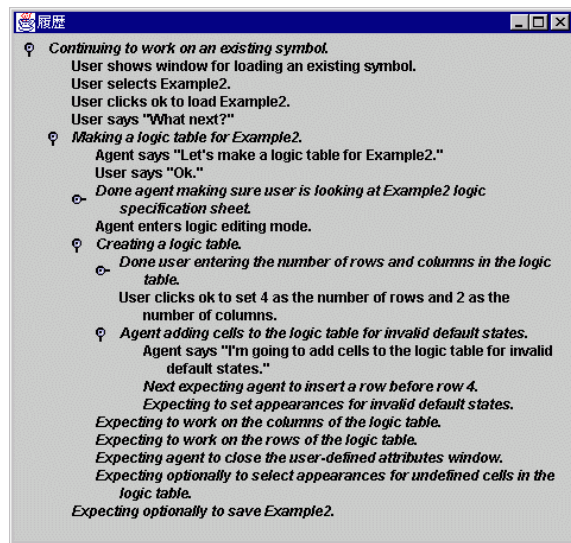 履歴
Continuing to work on an existing symbol.
User shows window for loading an existing symbol.
User selects Example2.
User clicks ok to load Example2.
User says "What next?"
Making a logic table for Example2.
Agent says "Let's make a logic table for Example2."
User says "Ok."
Done agent making sure user is looking at Example2 logic
specification sheet.
Agent enters logic editing mode.
Creating a logic table.
Done user entering the number of rows and columns in the logic
table.
User clicks ok to set 4 as the number of rows and 2 as the
number of columns.
Agent adding cells to the logic table for invalid default states.
Agent says "I'm going to add cells to the logic table for invalid
default states."
Next expecting agent to insert a row before row 4.
Expecting to set appearances for invalid default states.
Expecting to work on the columns of the logic table.
Expecting to work on the rows of the logic table.
Expecting agent to close the user-defined attributes window.
Expecting optionally to select appearances for undefined cells in the
logic table.
Expecting optionally to save Example2.